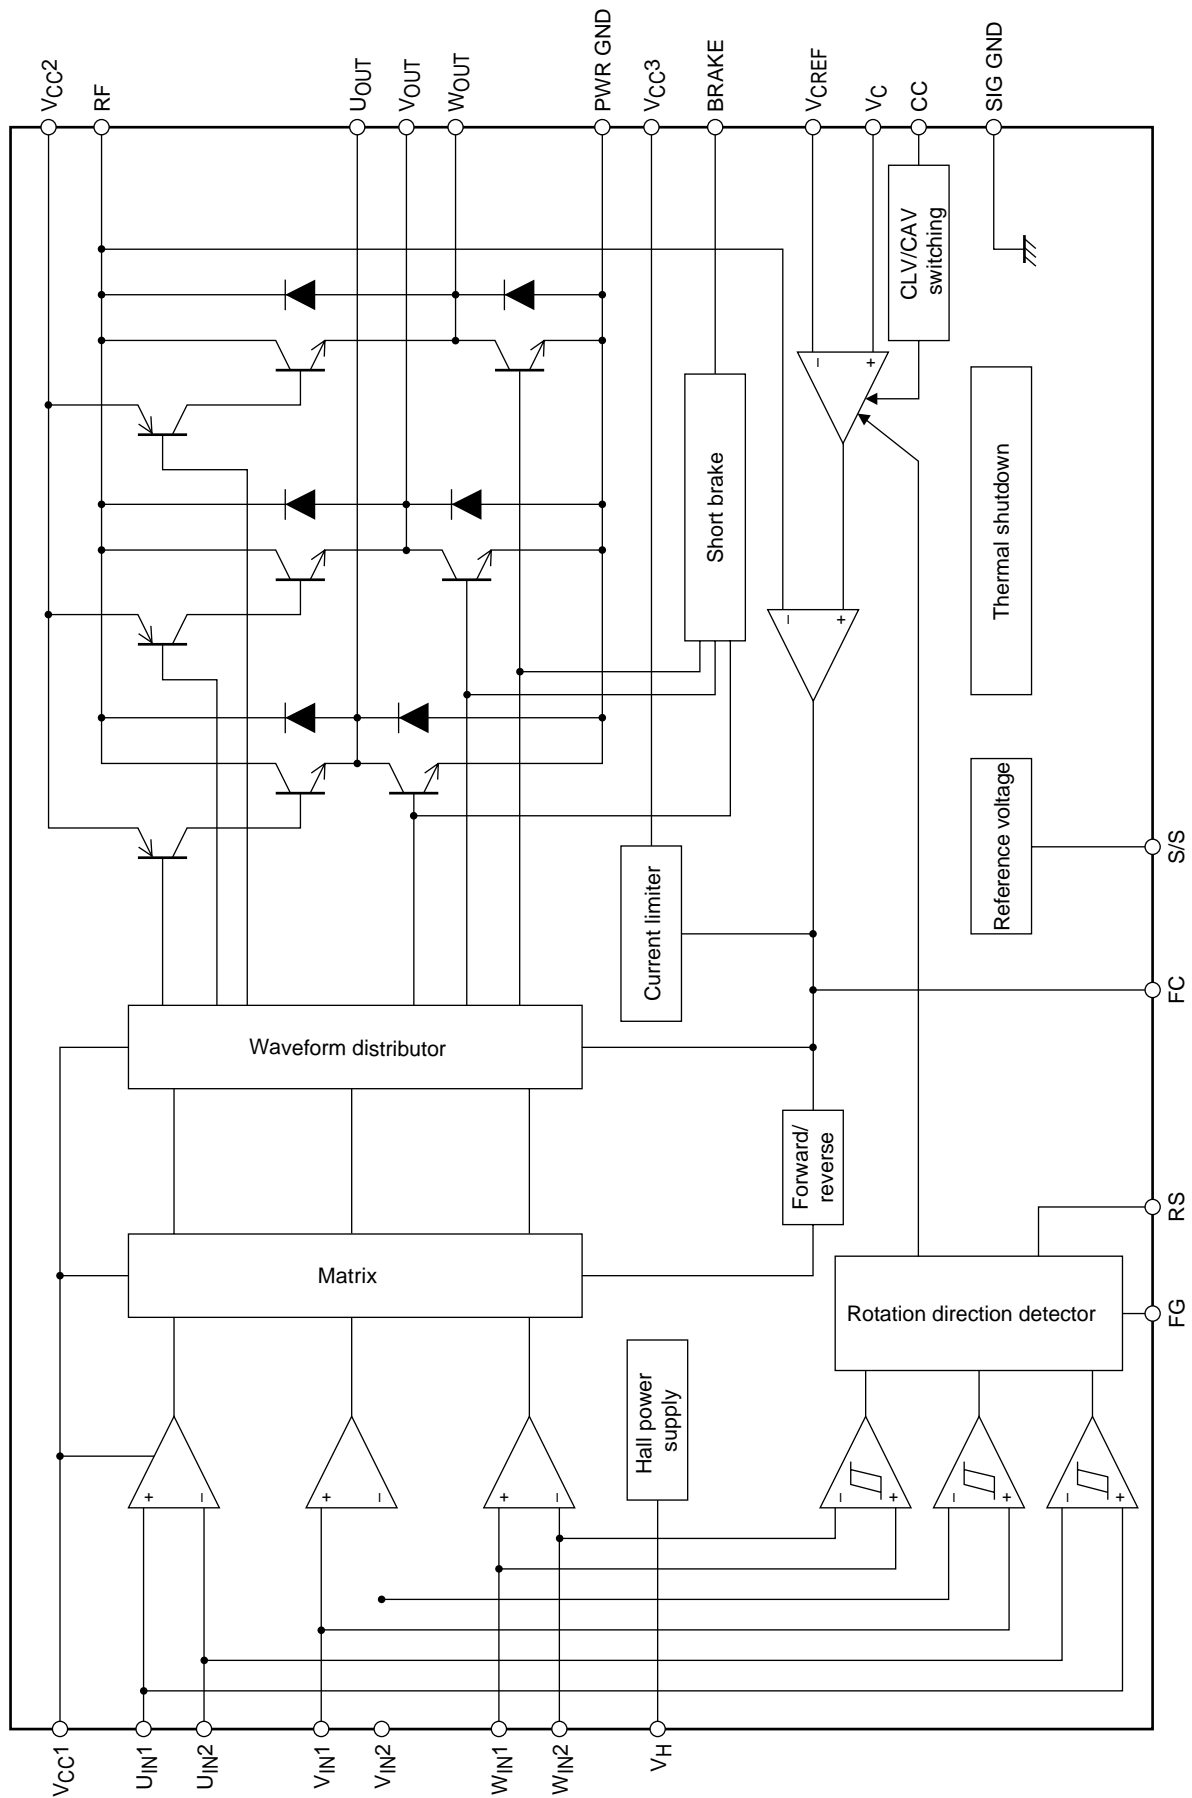 VCC2
RF
UOUT
VOUT
WOUT
PWR GND
VCC3
BRAKE
VCREF
VC
CC
SIG GND
CLV/CAV
switching
−
+
Short brake
Thermal shutdown
−
+
Reference voltage
S/S
Current limiter
FC
Waveform distributor
Forward/
reverse
RS
Matrix
Rotation direction detector
FG
Hall power
supply
+
−
+
−
+
−
−
+
−
+
−
+
VCC1
UIN1
UIN2
VIN1
VIN2
WIN1
WIN2
VH